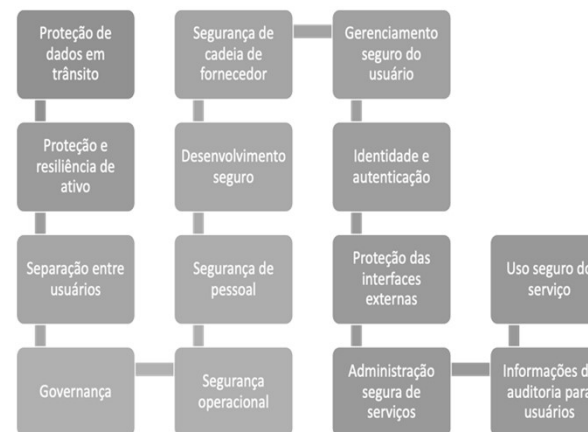 Proteção de
dados em
trânsito
Proteção e
resiliência de
ativo
Separação entre
usuários
Governança
Segurança
operacional
Segurança de
pessoal
Desenvolvimento
seguro
Segurança de
cadeia de
fornecedor
Gerenciamento
seguro do
usuário
Identidade e
autenticação
Proteção das
interfaces
externas
Administração
segura de
serviços
Informações d
auditoria para
usuários
Uso seguro do
serviço